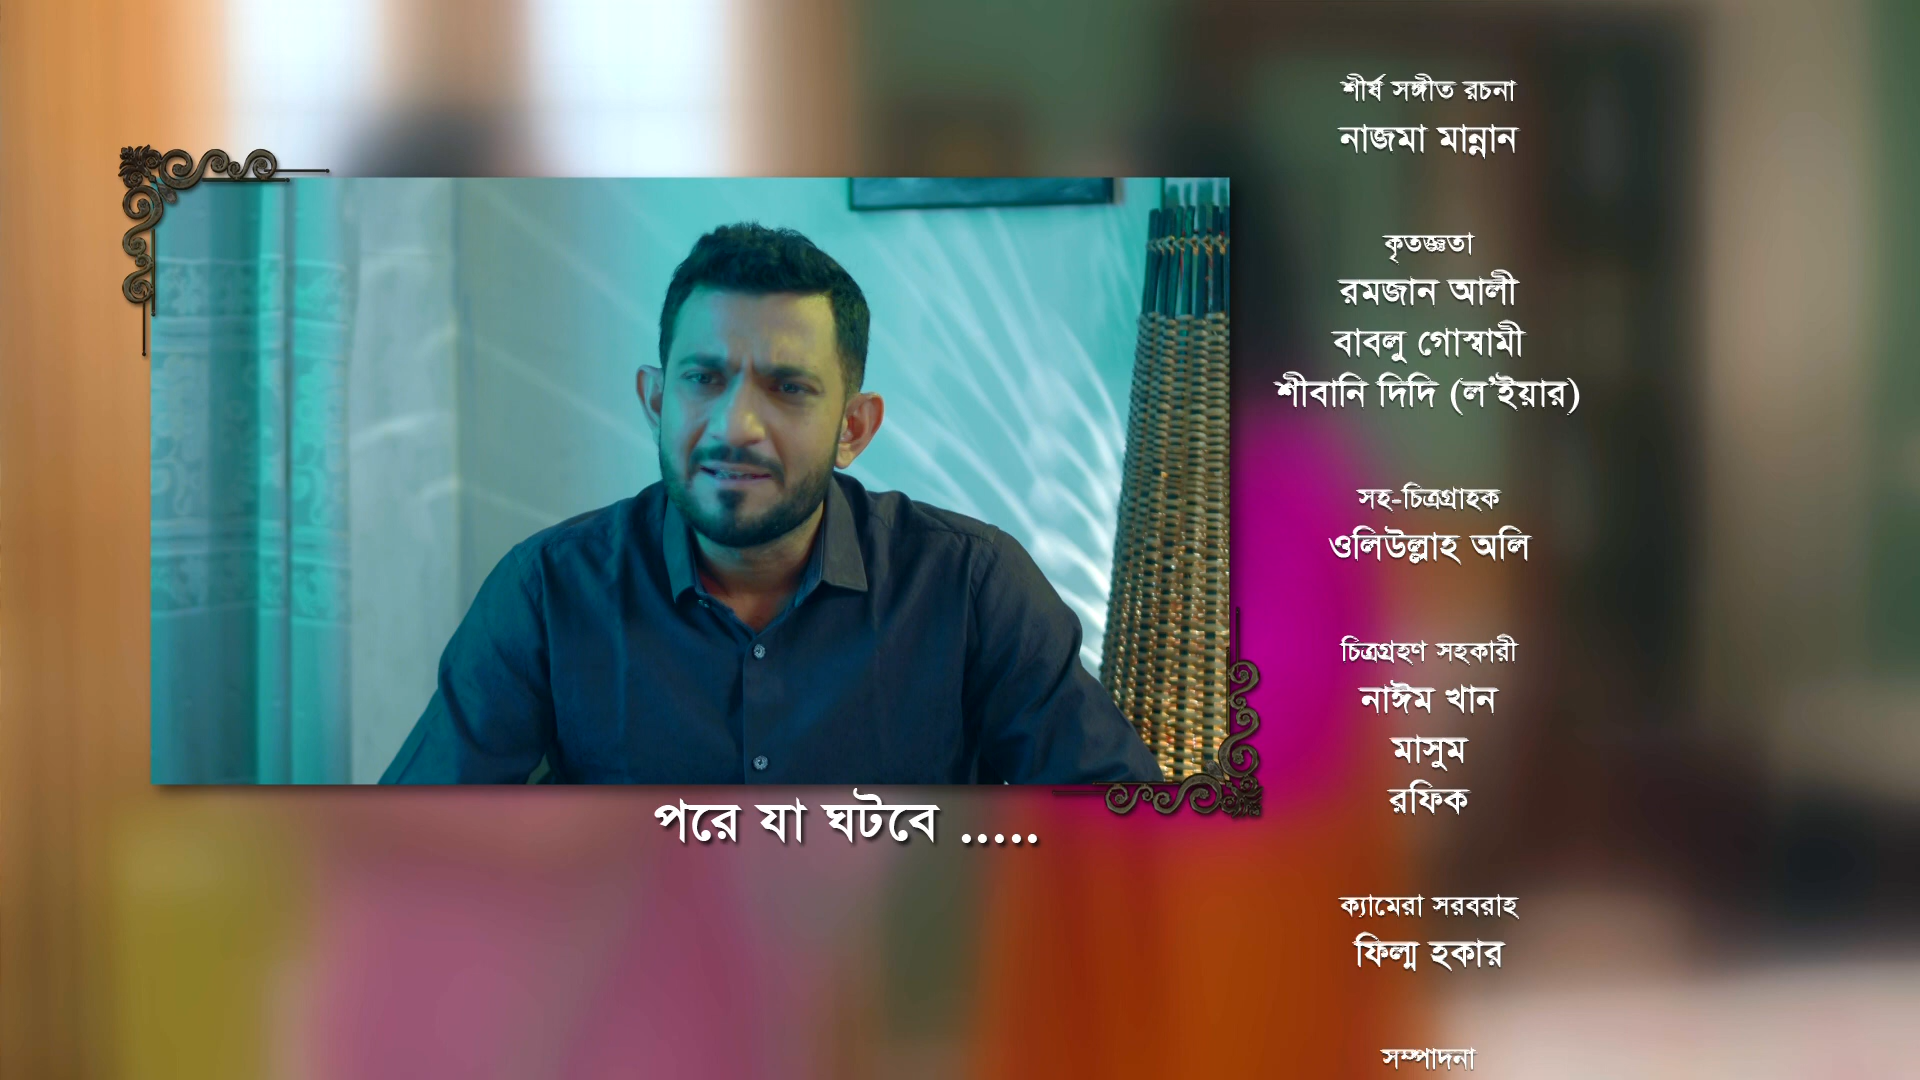 শীর্ষ সঙ্গীত রচনা
নাজমা মান্নান
কৃতজ্ঞতা
রমজান আলী
বাবলু গোস্বামী
শীবানি দিদি (ল'ইয়ার)
সহ-চিত্রগ্রাহক
ওলিউল্লাহ অলি
চিত্রগ্রহণ সহকারী
নাঈম খান
মাসুম
রফিক
ক্যামেরা সরবরাহ
ফিল্ম হকার
সম্পাদনা
পরে যা ঘটবে .....